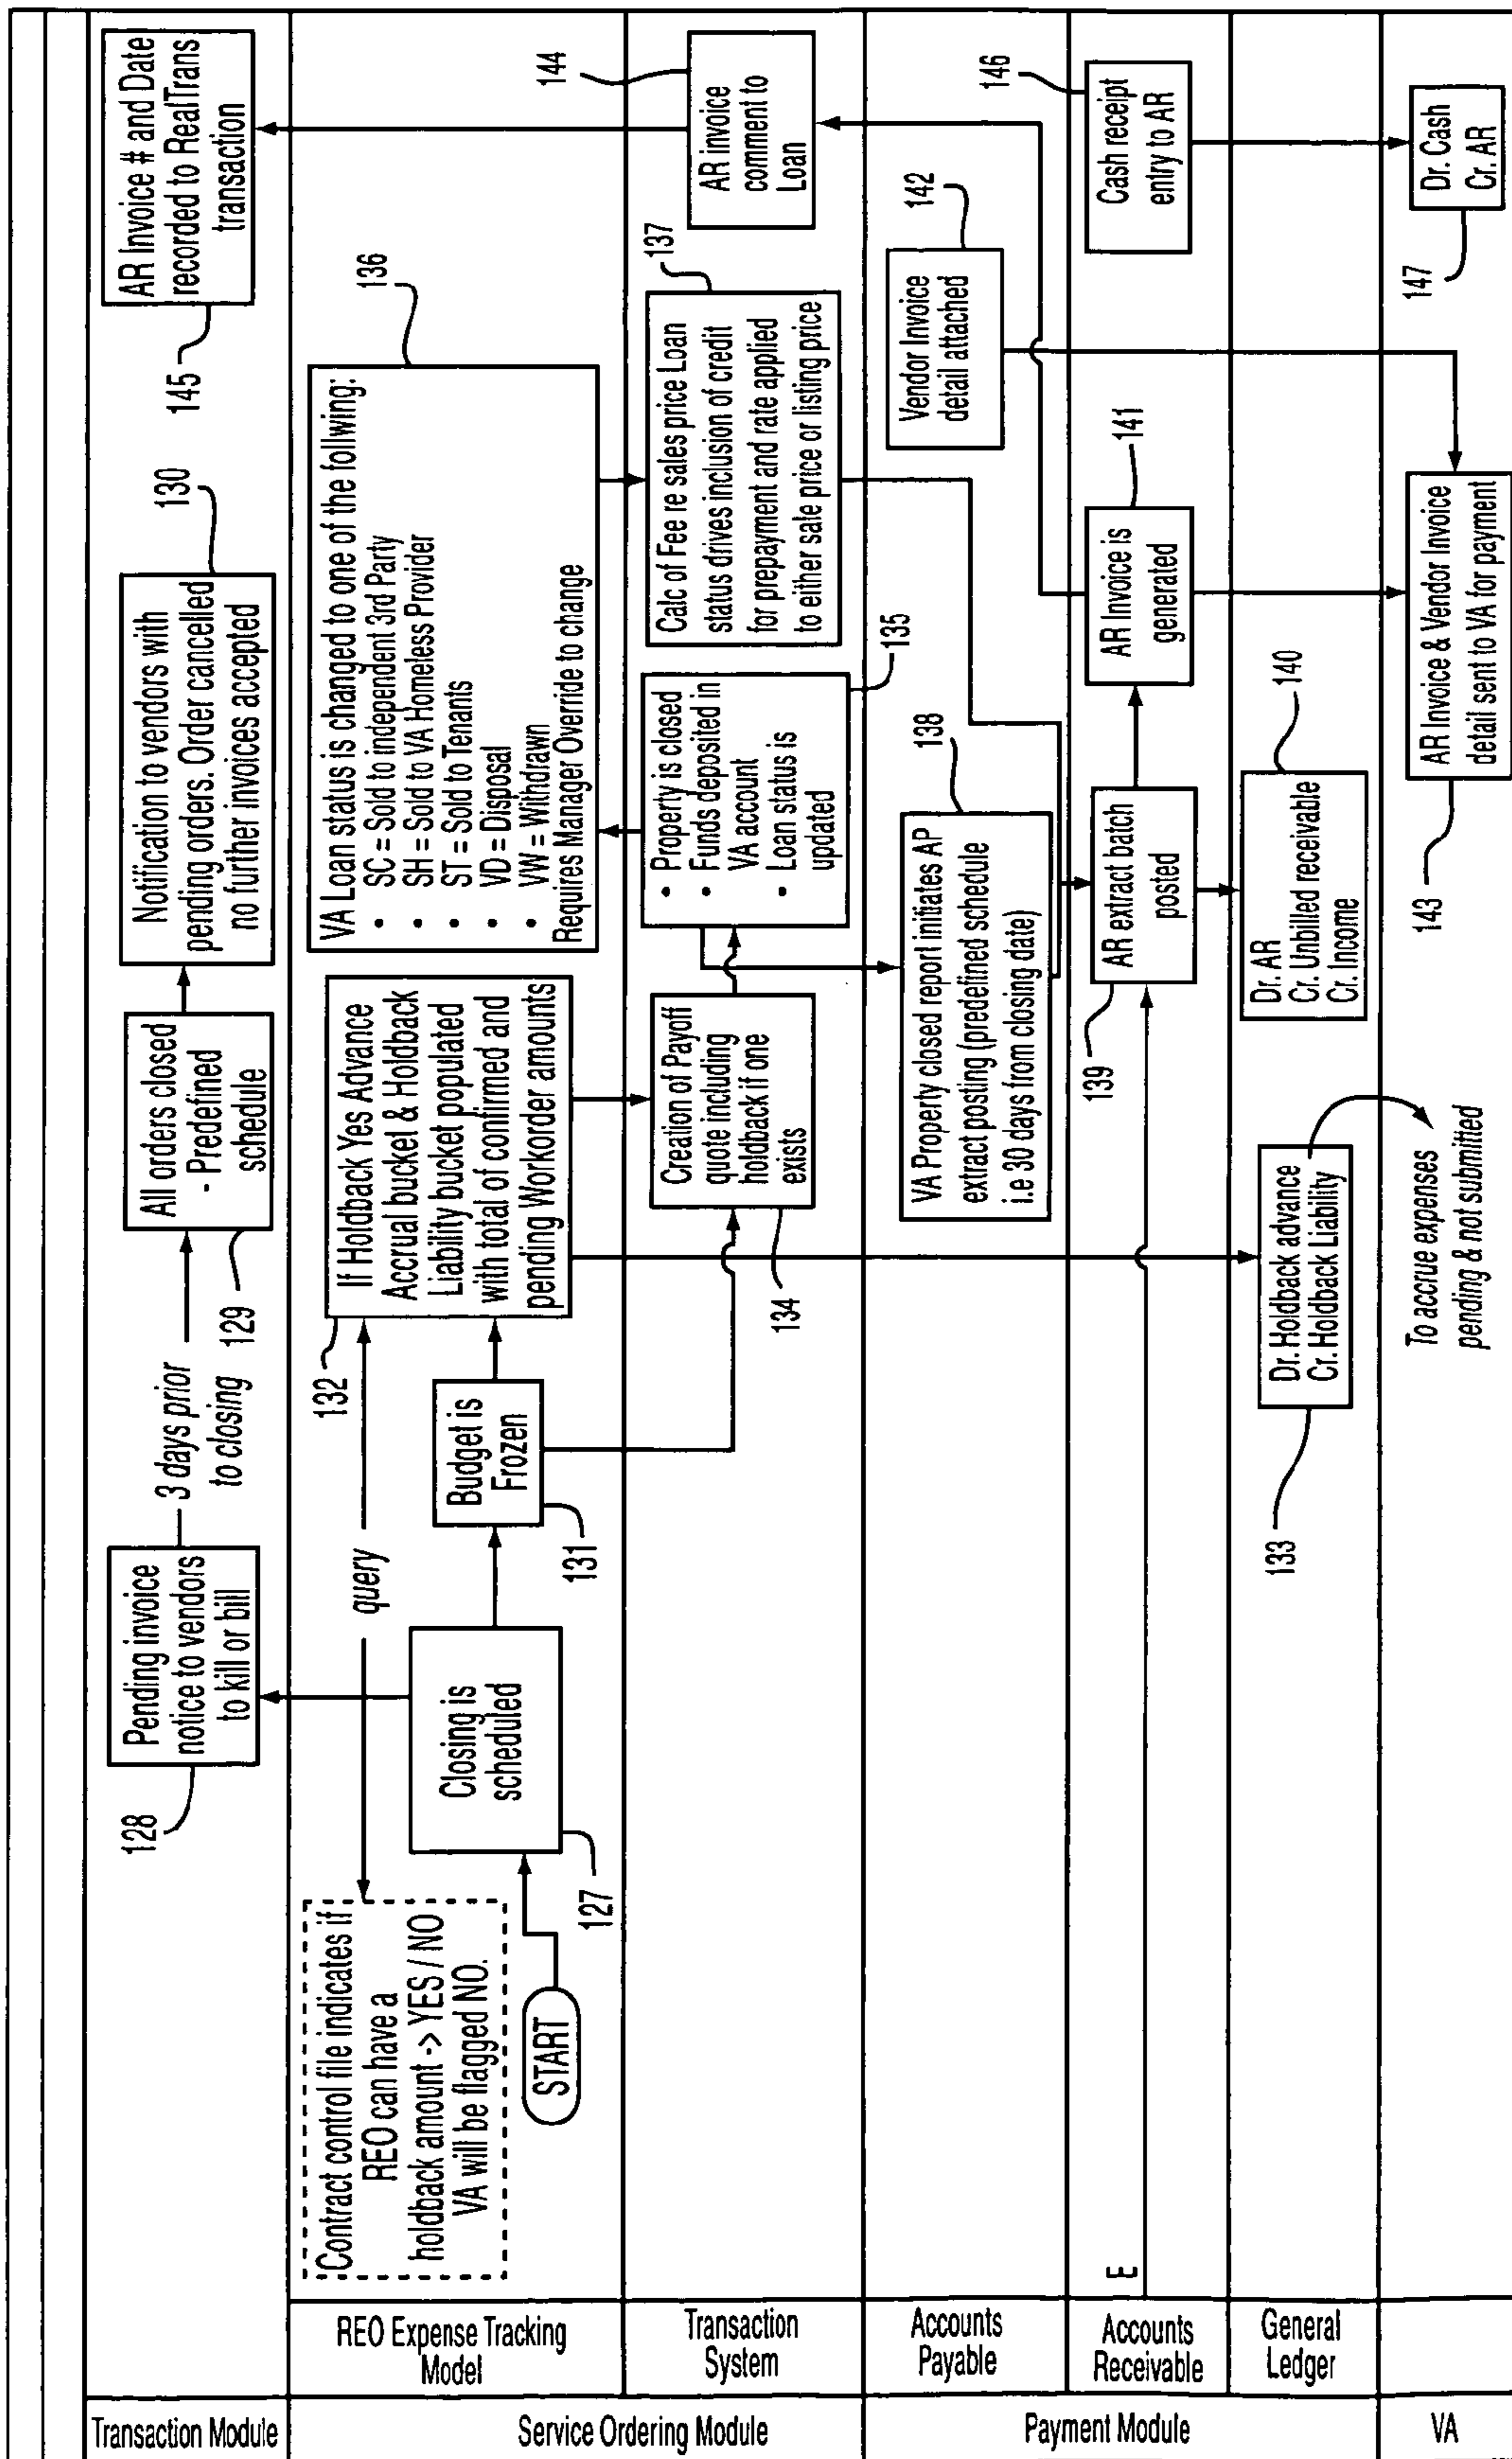 Transaction Module
Pending invoice
notice to vendors
to kill or bill
128
3 days prior
to closing
All orders closed
- Predefined
schedule
129
Notification to vendors with
pending orders. Order cancelled
no further invoices accepted
130
AR Invoice # and Date
recorded to RealTrans
transaction
145
Service Ordering Module
REO Expense Tracking
Model
Contract control file indicates if
REO can have a
holdback amount -> YES / NO
VA will be flagged NO.
START
query
Closing is
scheduled
127
Budget is
Frozen
131
132
If Holdback Yes Advance
Accrual bucket & Holdback
Liability bucket populated
with total of confirmed and
pending Workorder amounts
VA Loan status is changed to one of the follwing:
• SC = Sold to independent 3rd Party
• SH = Sold to VA Homeless Provider
• ST = Sold to Tenants
• VD = Disposal
• VW = Withdrawn
Requires Manager Override to change
136
Transaction
System
Creation of Payoff
quote including
holdback if one
exists
134
• Property is closed
• Funds deposited in
VA account
• Loan status is
updated
135
Calc of Fee re sales price Loan
status drives inclusion of credit
for prepayment and rate applied
to either sale price or listing price
137
AR invoice
comment to
Loan
144
Payment Module
Accounts
Payable
VA Property closed report initiates AP
extract posting (predefined schedule
i.e 30 days from closing date)
138
Vendor Invoice
detail attached
142
Accounts
Receivable
E
AR extract batch
posted
139
AR Invoice is
generated
141
Cash receipt
entry to AR
146
General
Ledger
Dr. Holdback advance
Cr. Holdback Liability
133
Dr. AR
Cr. Unbilled receivable
Cr. Income
140
VA
To accrue expenses
pending & not submitted
AR Invoice & Vendor Invoice
detail sent to VA for payment
143
Dr. Cash
Cr. AR
147